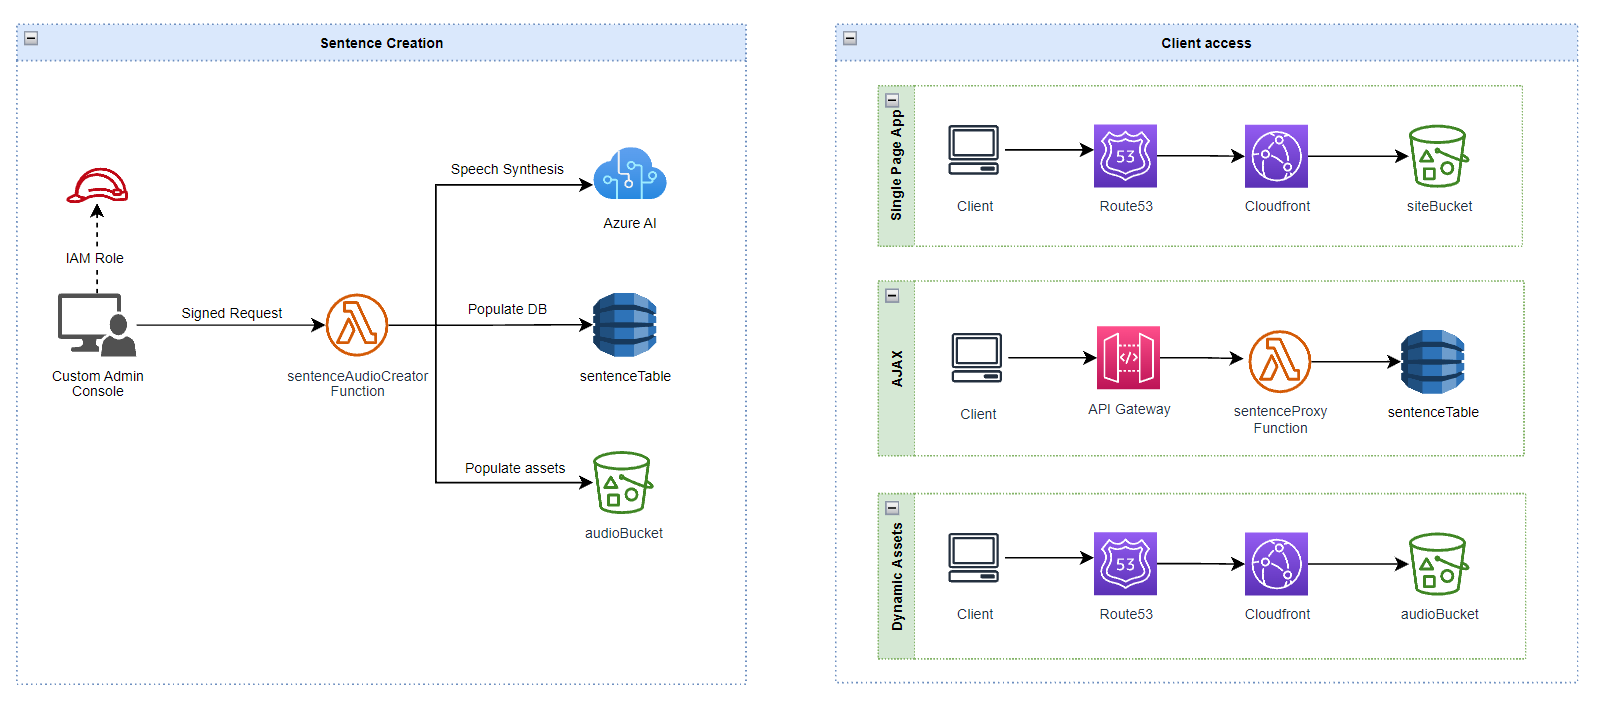 Sentence Creation
Speech Synthesis
Azure AI
IAM Role
Signed Request
Populate DB
Custom Admin
Console
sentenceAudioCreator
Function
sentenceTable
Populate assets
audioBucket
Client access
Single Page App
53
Client
Route53
Cloudfront
siteBucket
AJAX
</>
Client
API Gateway
sentenceProxy
Function
sentenceTable
Dynamic Assets
53
Client
Route53
Cloudfront
audioBucket